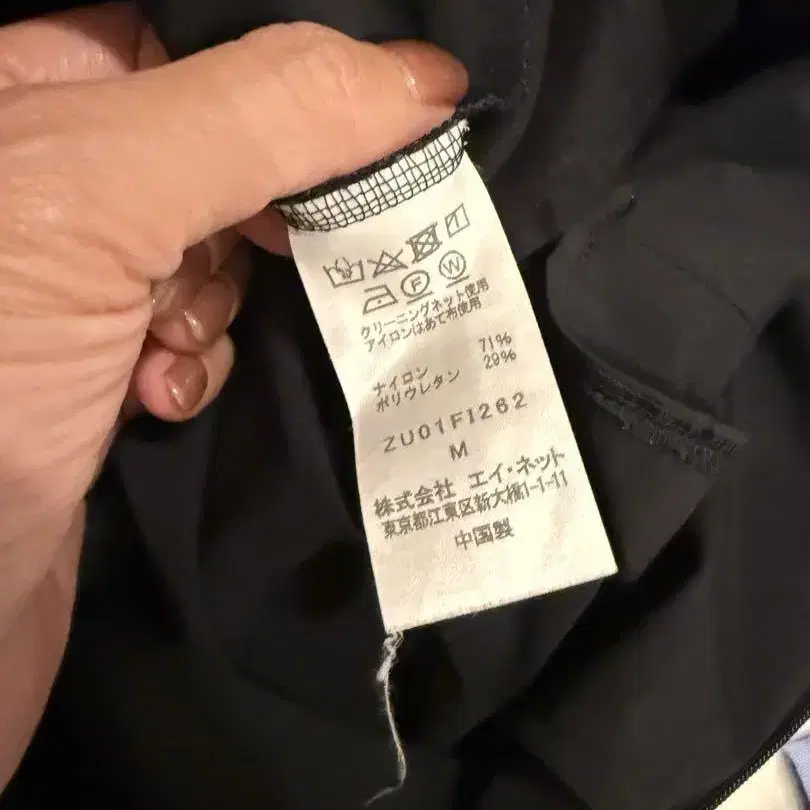 F W
クリーニングネット使用
アイロンはあて布使用
ナイロン 71%
ポリウレタン 29%
ZU01FI262
M
株式会社 エイ・ネット
東京都江東区新大橋1-1-11
中国製